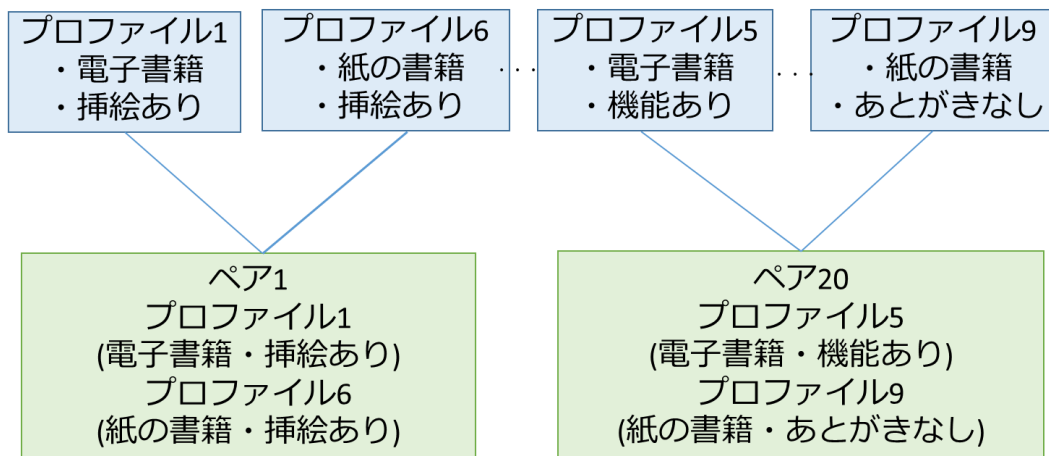 プロファイル1
・電子書籍
・挿絵あり
プロファイル6
・紙の書籍
・挿絵あり
・・・
プロファイル5
・電子書籍
・機能あり
・・・
プロファイル9
・紙の書籍
・あとがきなし
ペア1
プロファイル1
(電子書籍・挿絵あり)
プロファイル6
(紙の書籍・挿絵あり)
ペア20
プロファイル5
(電子書籍・機能あり)
プロファイル9
(紙の書籍・あとがきなし)